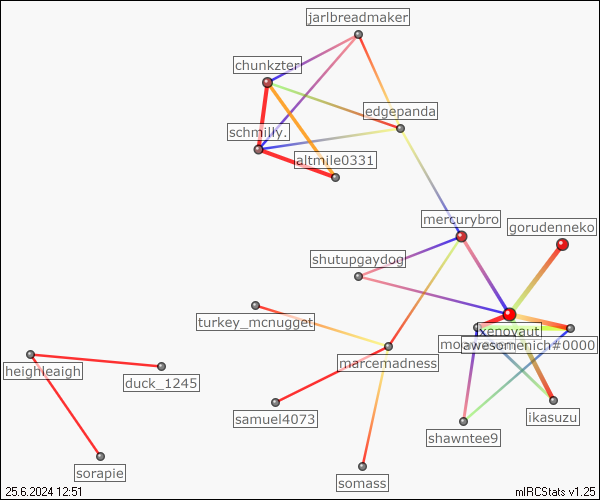 jarlbreadmaker
chunkzter
edgepanda
schmilly.
altmile0331
mercurybro
gorudenneko
shutupgaydog
turkey_mcnugget
xenovaut
awesomenich#0000
marcemadness
heighleaigh
duck_1245
samuel4073
ikasuzu
shawntee9
sorapie
somass
25.6.2024 12:51
mIRCStats v1.25